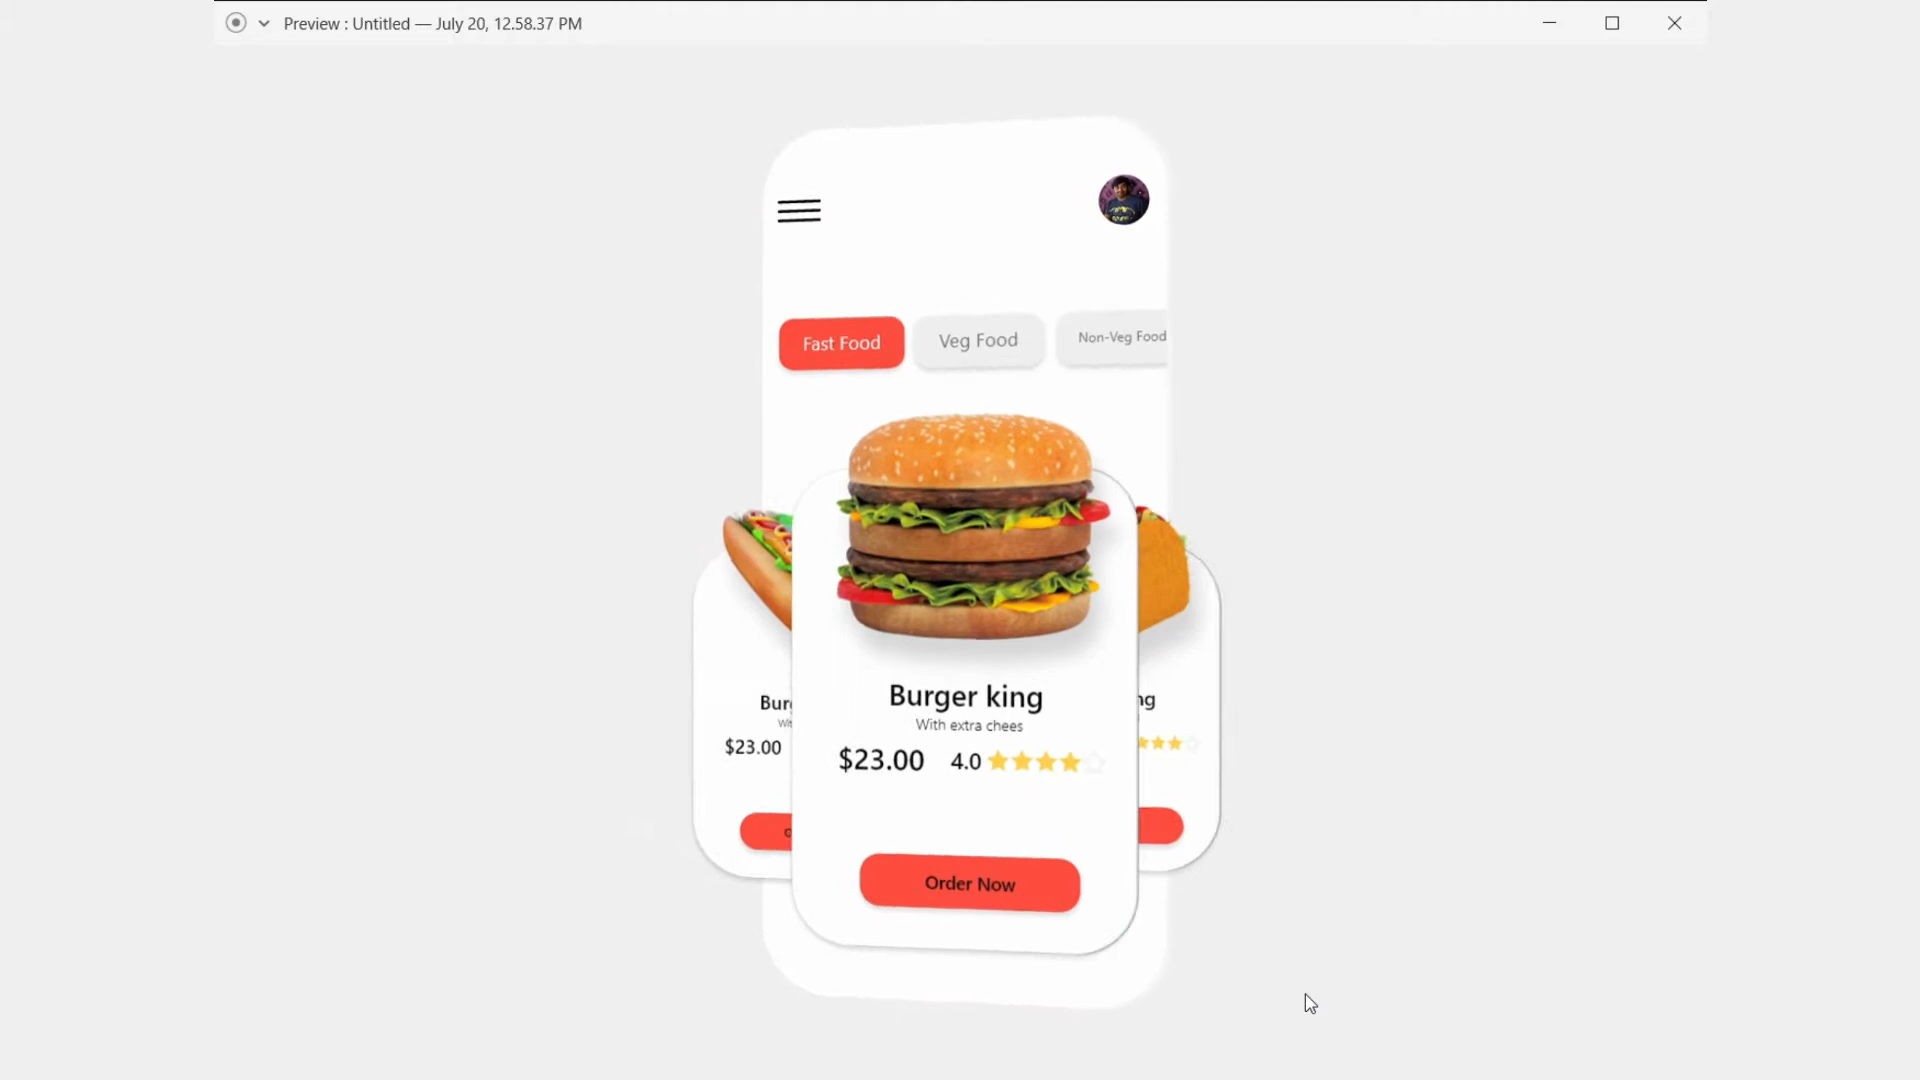 Preview : Untitled — July 20, 12.58.37 PM
Fast Food
Veg Food
Non-Veg Food
Burger king
With extra chees
$23.00
4.0
Order Now
$23.00